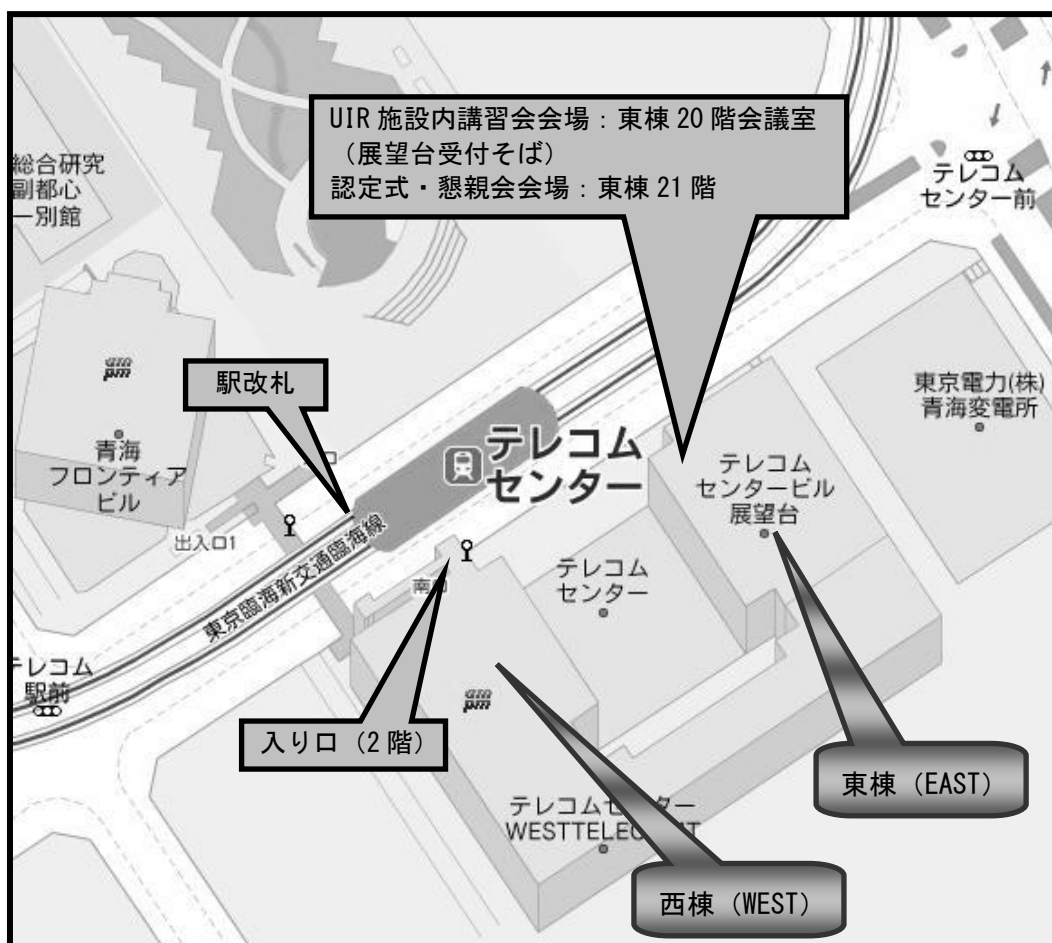 UIR 施設内講習会会場：東棟 20 階会議室
（展望台受付そば）
認定式・懇親会会場：東棟 21 階
総合研究
副都心
一別館
テレコム
センター前
am
pm
駅改札
東京電力(株)
青海変電所
青海
フロンティア
ビル
テレコム
センター
テレコム
センタービル
展望台
出入口1
テレコム
センター
東京臨海新交通臨海線
南
テレコム
駅前
am
pm
入り口（2 階）
東棟（EAST）
テレコムセンター
西棟（WEST）